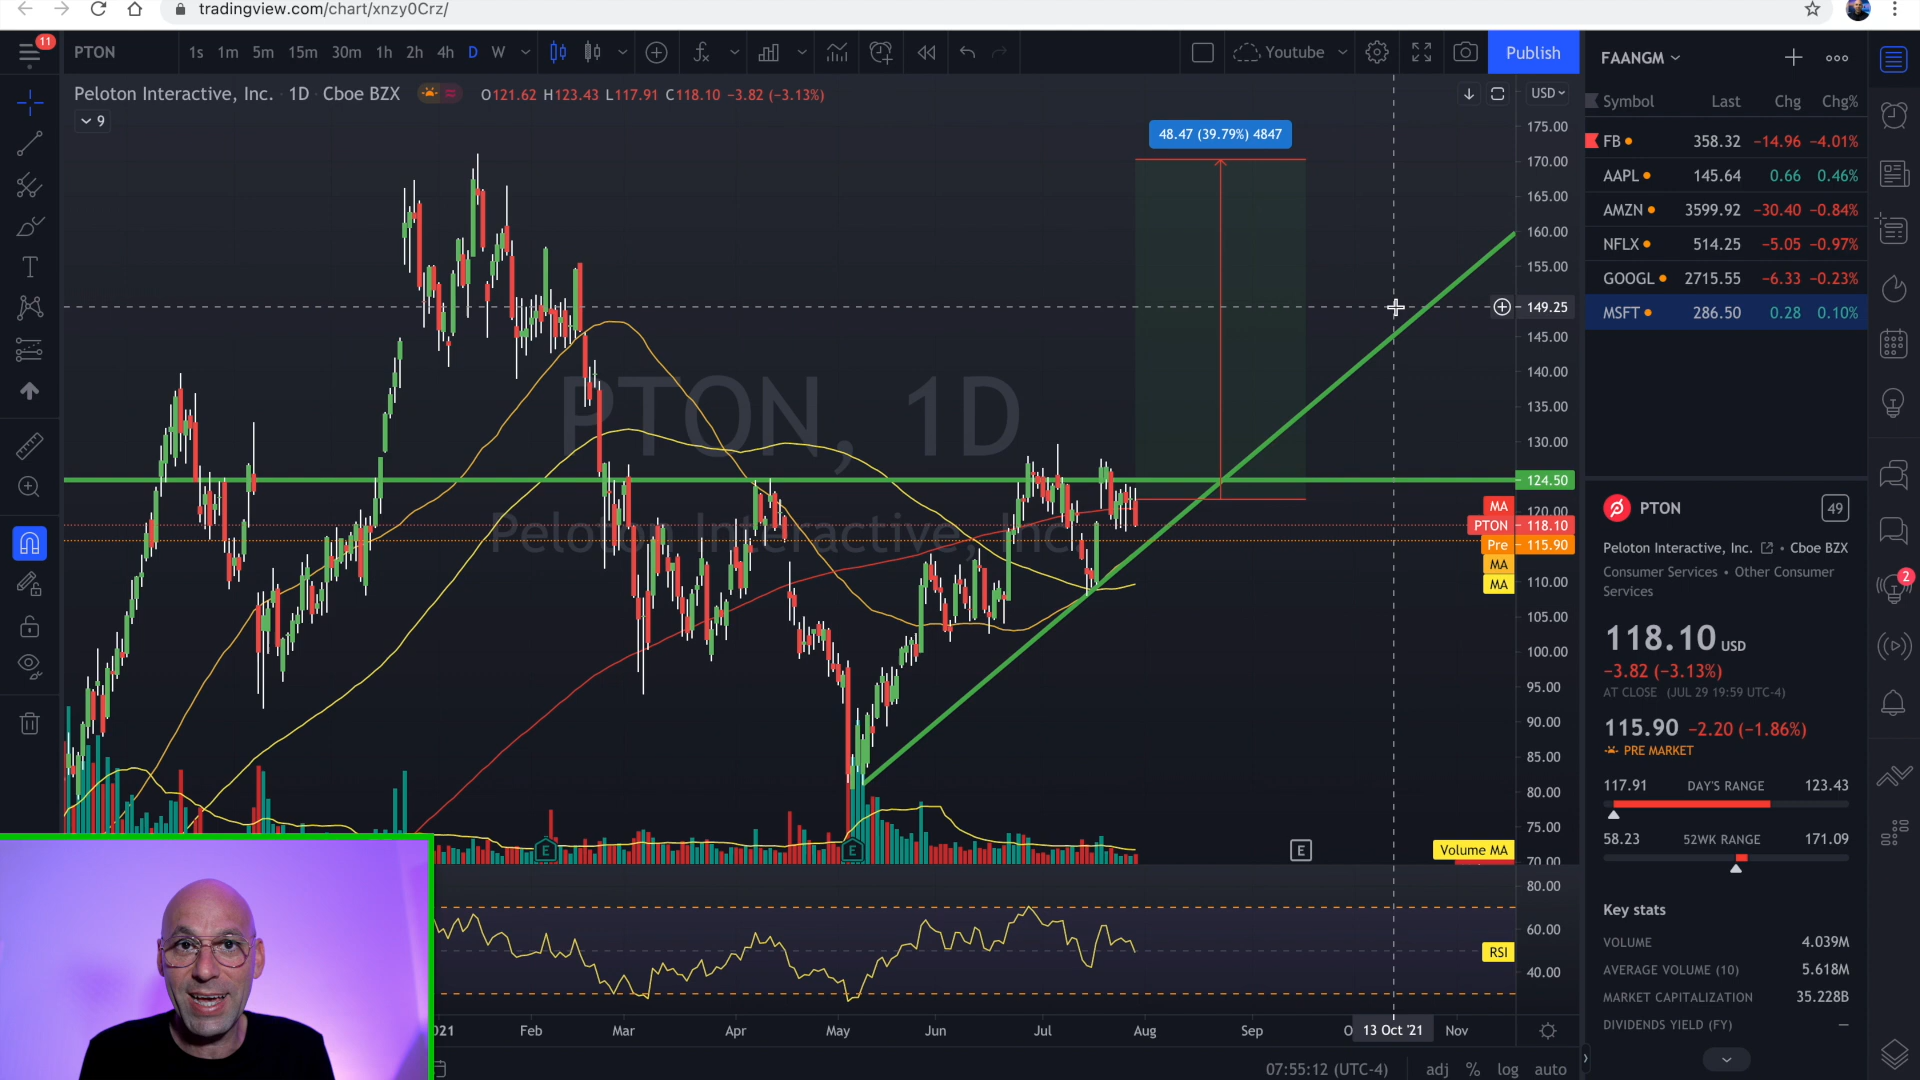 tradingview.com/chart/xnzy0Crz/
11
PTON
1s 1m 5m 15m 30m 1h 2h 4h D W
Youtube
Publish
Peloton Interactive, Inc. 1D Cboe BZX
O121.62 H123.43 L117.91 C118.10 −3.82 (−3.13%)
9
USD
48.47 (39.79%) 4847
PTON, 1D
Peloton Interactive, Inc.
175.00
170.00
165.00
160.00
155.00
149.25
145.00
140.00
135.00
130.00
124.50
120.00
MA
PTON 118.10
Pre 115.90
MA
MA
110.00
105.00
100.00
95.00
90.00
85.00
80.00
75.00
70.00
E
E
E
Volume MA
80.00
60.00
RSI
40.00
021 Feb Mar Apr May Jun Jul Aug Sep O 13 Oct '21 Nov
07:55:12 (UTC-4)
adj % log auto
FAANGM
Symbol Last Chg Chg%
FB 358.32 −14.96 −4.01%
AAPL 145.64 0.66 0.46%
AMZN 3599.92 −30.40 −0.84%
NFLX 514.25 −5.05 −0.97%
GOOGL 2715.55 −6.33 −0.23%
MSFT 286.50 0.28 0.10%
PTON
49
Peloton Interactive, Inc. • Cboe BZX
Consumer Services • Other Consumer
Services
118.10 USD
−3.82 (−3.13%)
AT CLOSE (JUL 29 19:59 UTC-4)
115.90 −2.20 (−1.86%)
PRE MARKET
117.91 DAY'S RANGE 123.43
58.23 52WK RANGE 171.09
Key stats
VOLUME 4.039M
AVERAGE VOLUME (10) 5.618M
MARKET CAPITALIZATION 35.228B
DIVIDENDS YIELD (FY) —
2